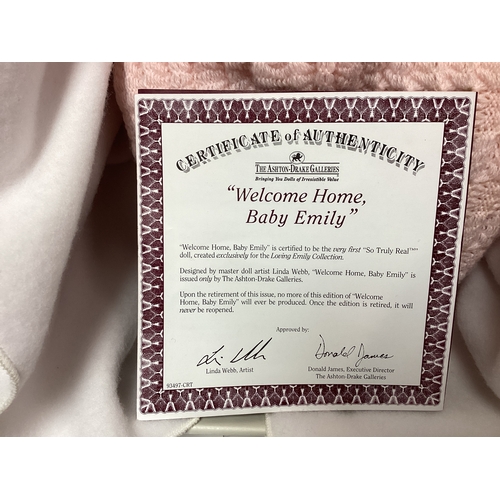 CERTIFICATE of AUTHENTICITY
THE ASHTON-DRAKE GALLERIES
Bringing You Dolls of Irresistible Value
“Welcome Home,
Baby Emily”
“Welcome Home, Baby Emily” is certified to be the very first “So Truly Real”™
doll, created exclusively for the Loving Emily Collection.
Designed by master doll artist Linda Webb, “Welcome Home, Baby Emily” is
issued only by The Ashton-Drake Galleries.
Upon the retirement of this issue, no more of this edition of “Welcome
Home, Baby Emily” will ever be produced. Once the edition is retired, it will
never be reopened.
Approved by:
Donald James
Linda Webb, Artist
Donald James, Executive Director
The Ashton-Drake Galleries
93497-CRT